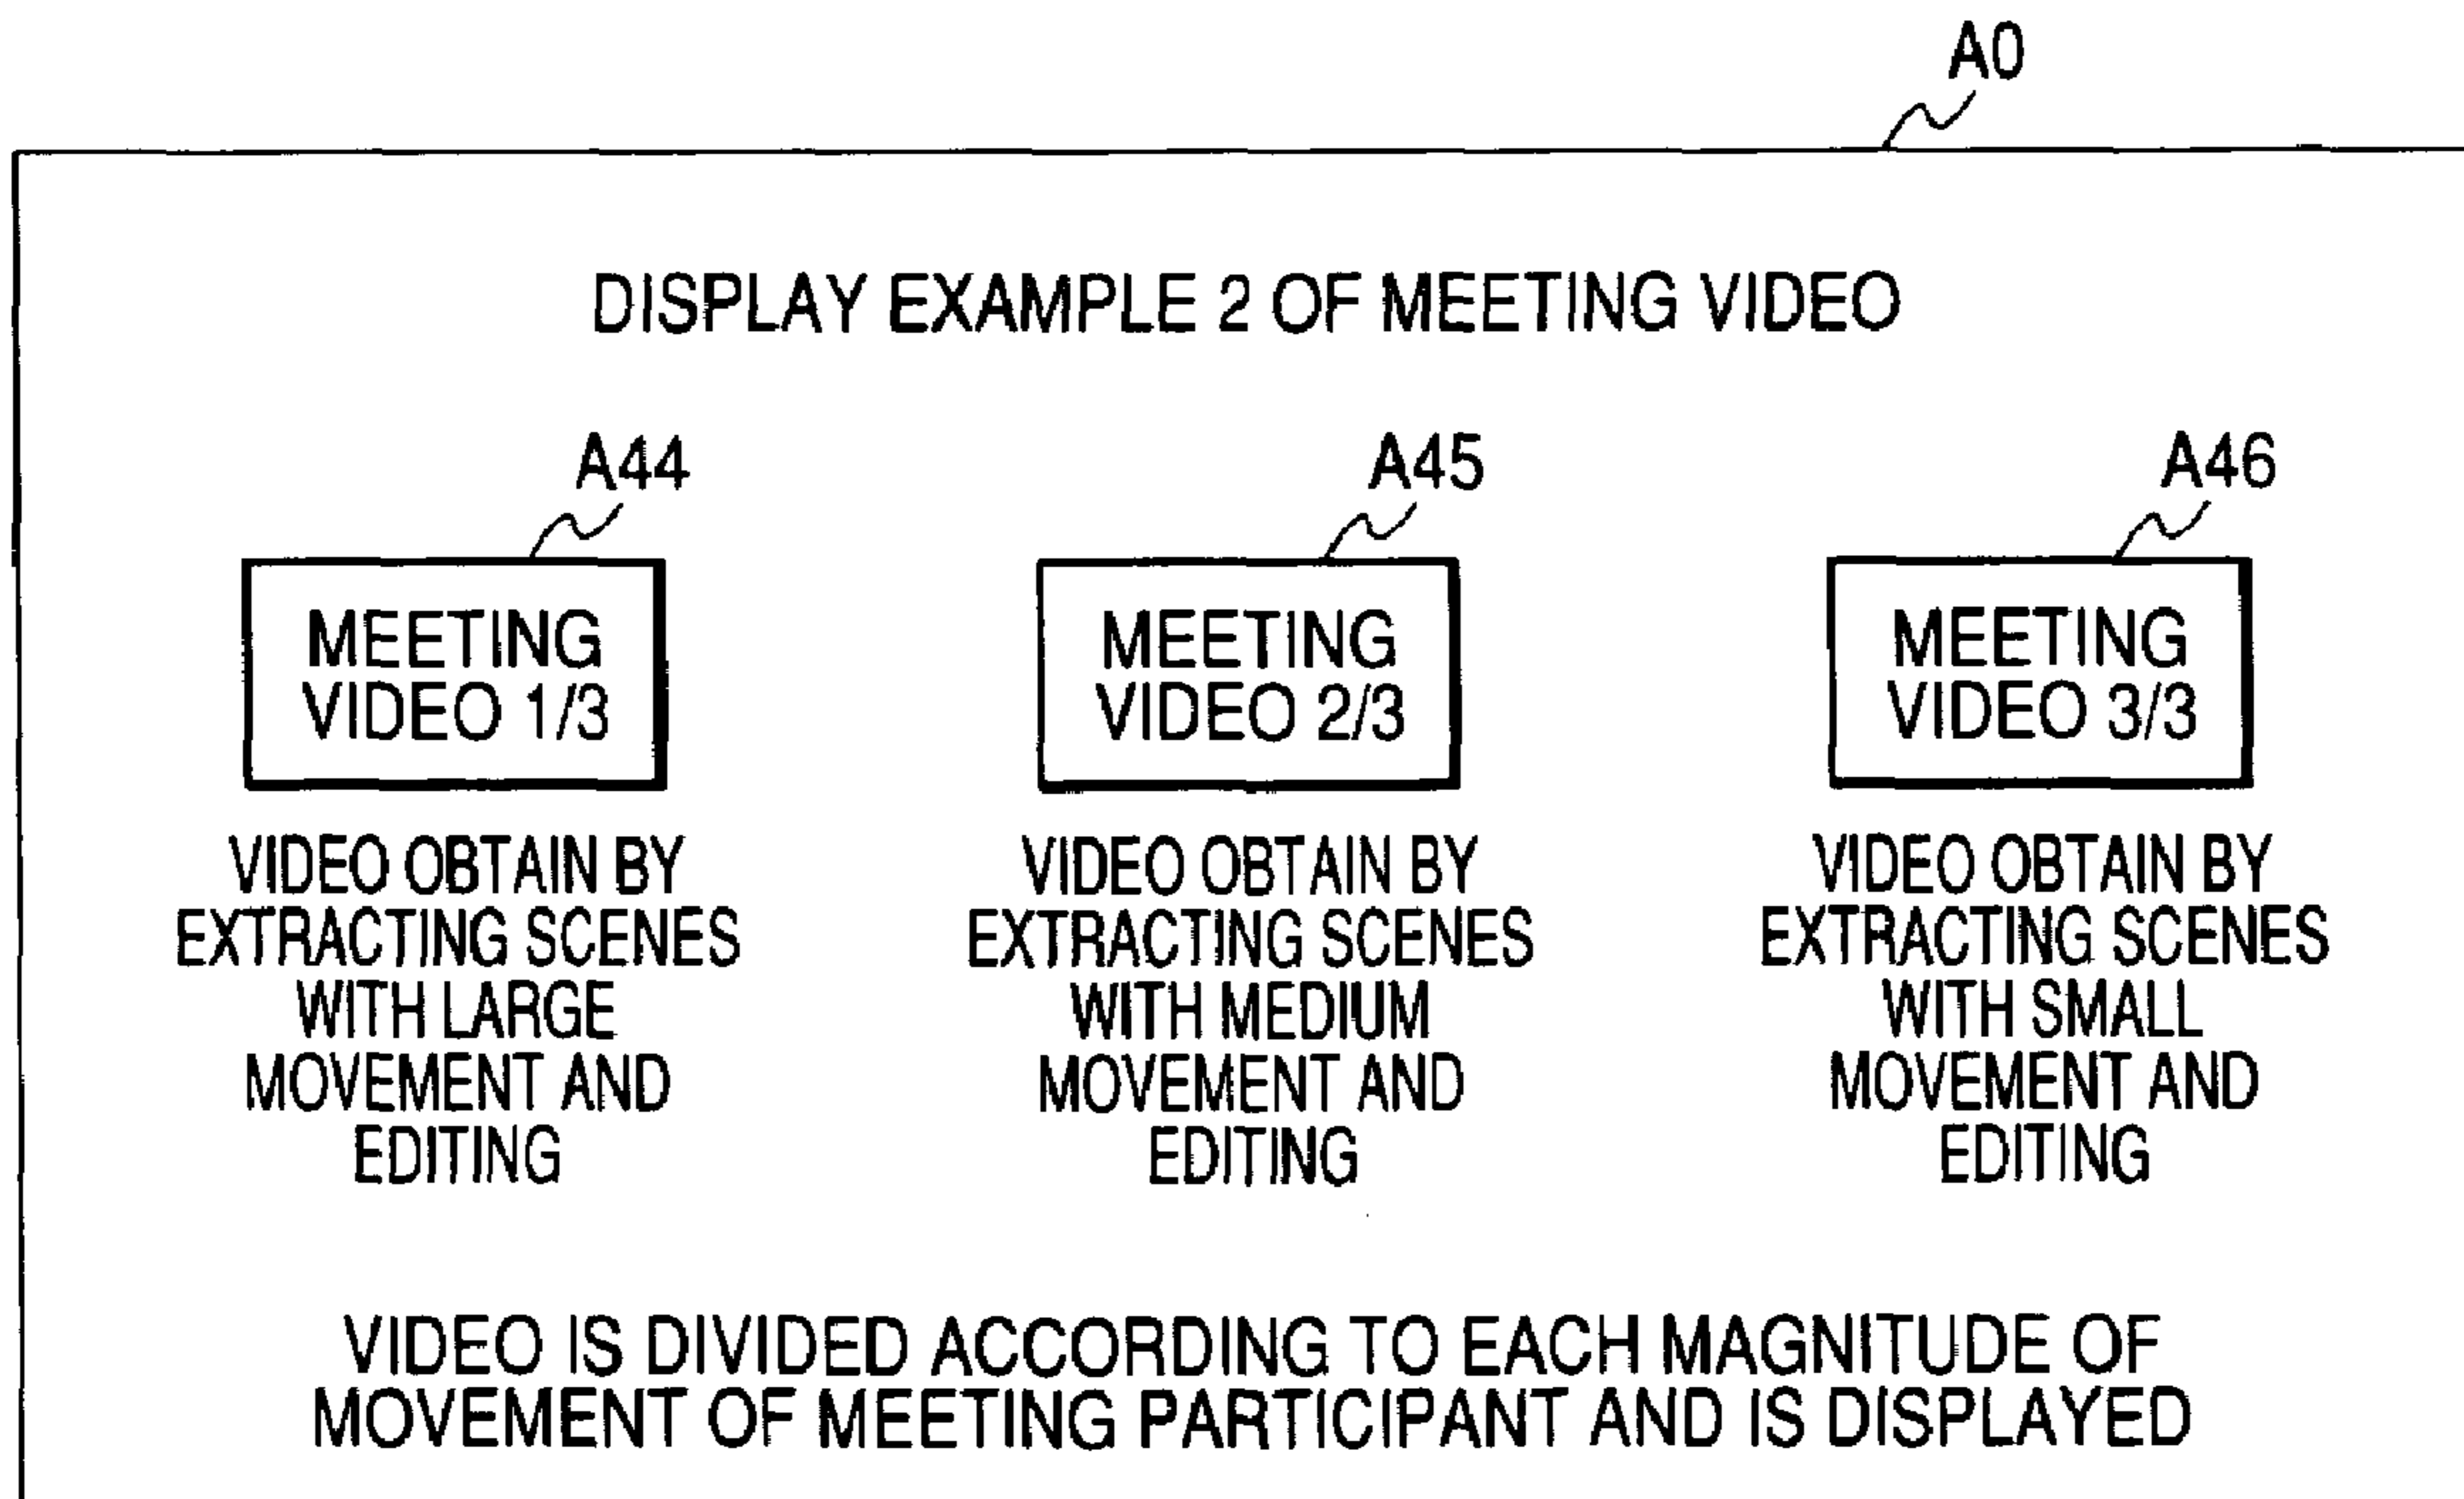 A0
DISPLAY EXAMPLE 2 OF MEETING VIDEO
A44
MEETING
VIDEO 1/3
VIDEO OBTAIN BY
EXTRACTING SCENES
WITH LARGE
MOVEMENT AND
EDITING
A45
MEETING
VIDEO 2/3
VIDEO OBTAIN BY
EXTRACTING SCENES
WITH MEDIUM
MOVEMENT AND
EDITING
A46
MEETING
VIDEO 3/3
VIDEO OBTAIN BY
EXTRACTING SCENES
WITH SMALL
MOVEMENT AND
EDITING
VIDEO IS DIVIDED ACCORDING TO EACH MAGNITUDE OF
MOVEMENT OF MEETING PARTICIPANT AND IS DISPLAYED